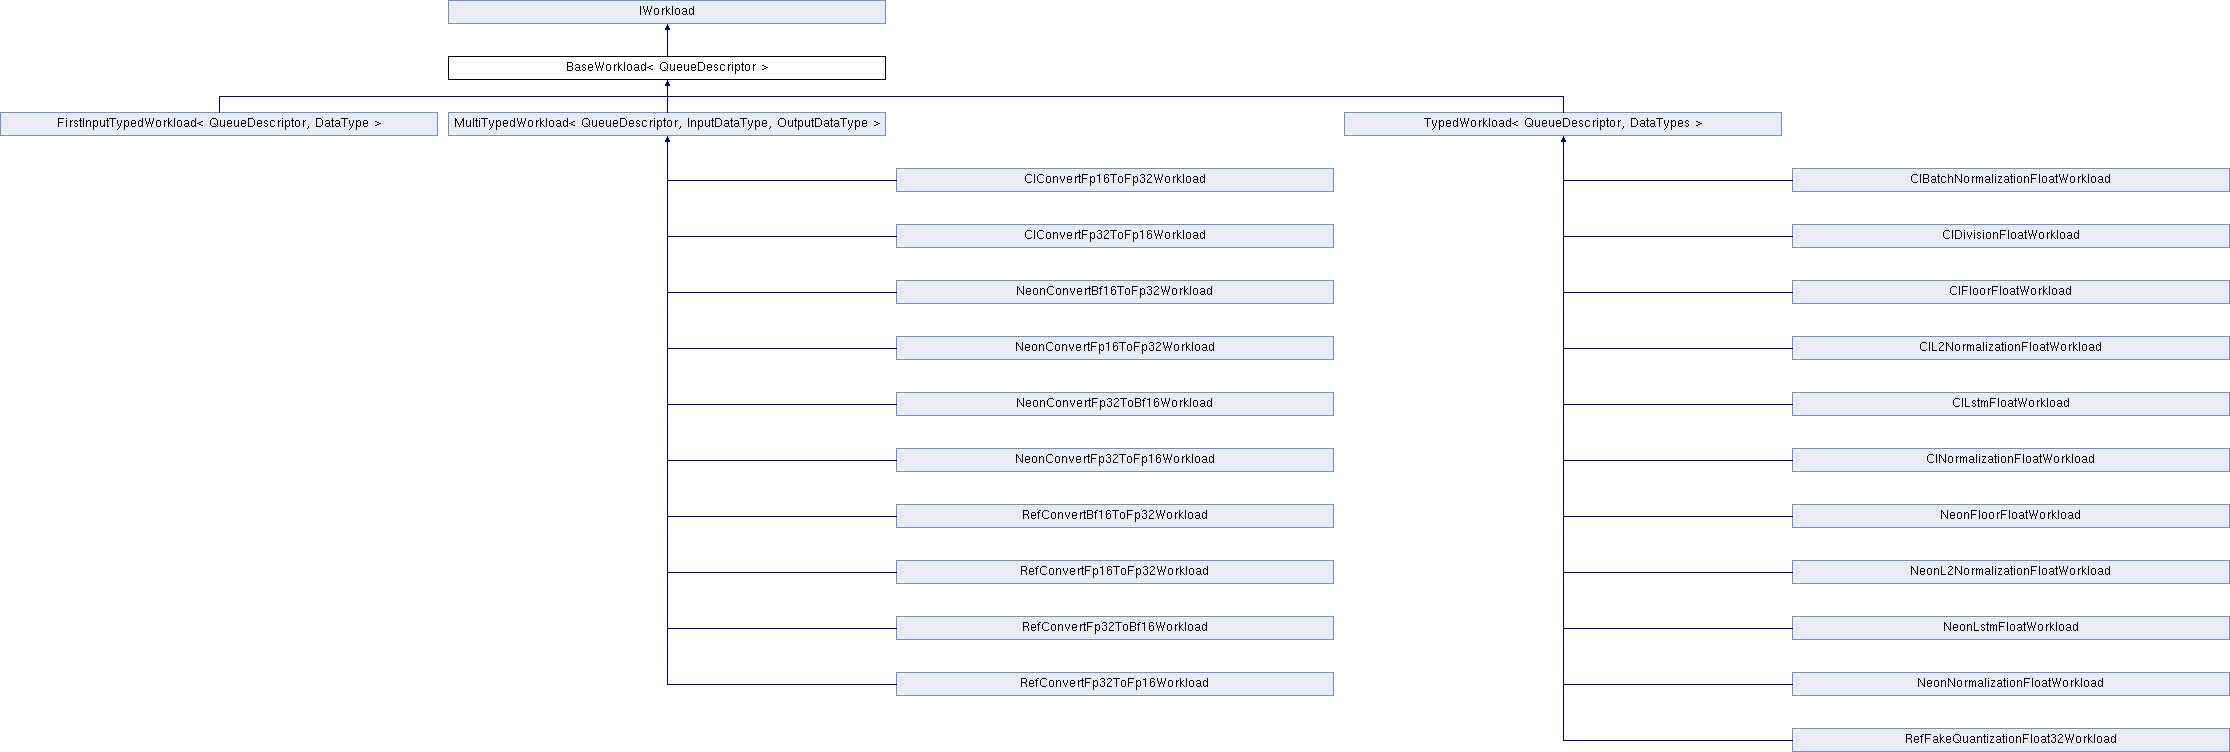 IWorkload
BaseWorkload< QueueDescriptor >
FirstInputTypedWorkload< QueueDescriptor, DataType >
MultiTypedWorkload< QueueDescriptor, InputDataType, OutputDataType >
TypedWorkload< QueueDescriptor, DataTypes >
ClConvertFp16ToFp32Workload
ClBatchNormalizationFloatWorkload
ClConvertFp32ToFp16Workload
ClDivisionFloatWorkload
NeonConvertBf16ToFp32Workload
ClFloorFloatWorkload
NeonConvertFp16ToFp32Workload
ClL2NormalizationFloatWorkload
NeonConvertFp32ToBf16Workload
ClLstmFloatWorkload
NeonConvertFp32ToFp16Workload
ClNormalizationFloatWorkload
RefConvertBf16ToFp32Workload
NeonFloorFloatWorkload
RefConvertFp16ToFp32Workload
NeonL2NormalizationFloatWorkload
RefConvertFp32ToBf16Workload
NeonLstmFloatWorkload
RefConvertFp32ToFp16Workload
NeonNormalizationFloatWorkload
RefFakeQuantizationFloat32Workload